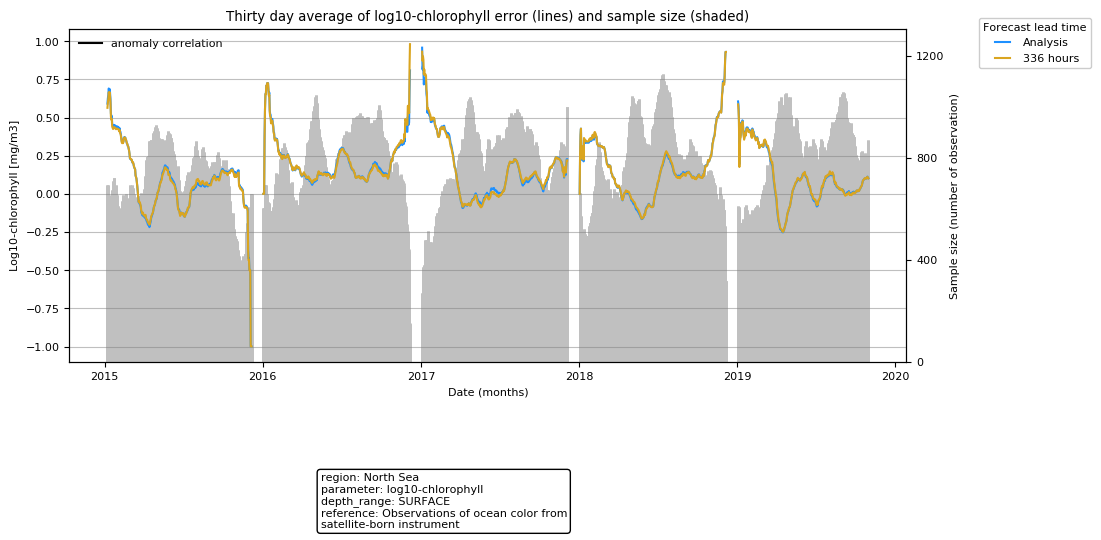 Thirty day average of log10-chlorophyll error (lines) and sample size (shaded)
Forecast lead time
Analysis
336 hours
anomaly correlation
Log10-chlorophyll [mg/m3]
1.00
0.75
0.50
0.25
0.00
−0.25
−0.50
−0.75
−1.00
1200
800
400
0
Sample size (number of observation)
2015
2016
2017
2018
2019
2020
Date (months)
region: North Sea
parameter: log10-chlorophyll
depth_range: SURFACE
reference: Observations of ocean color from
satellite-born instrument